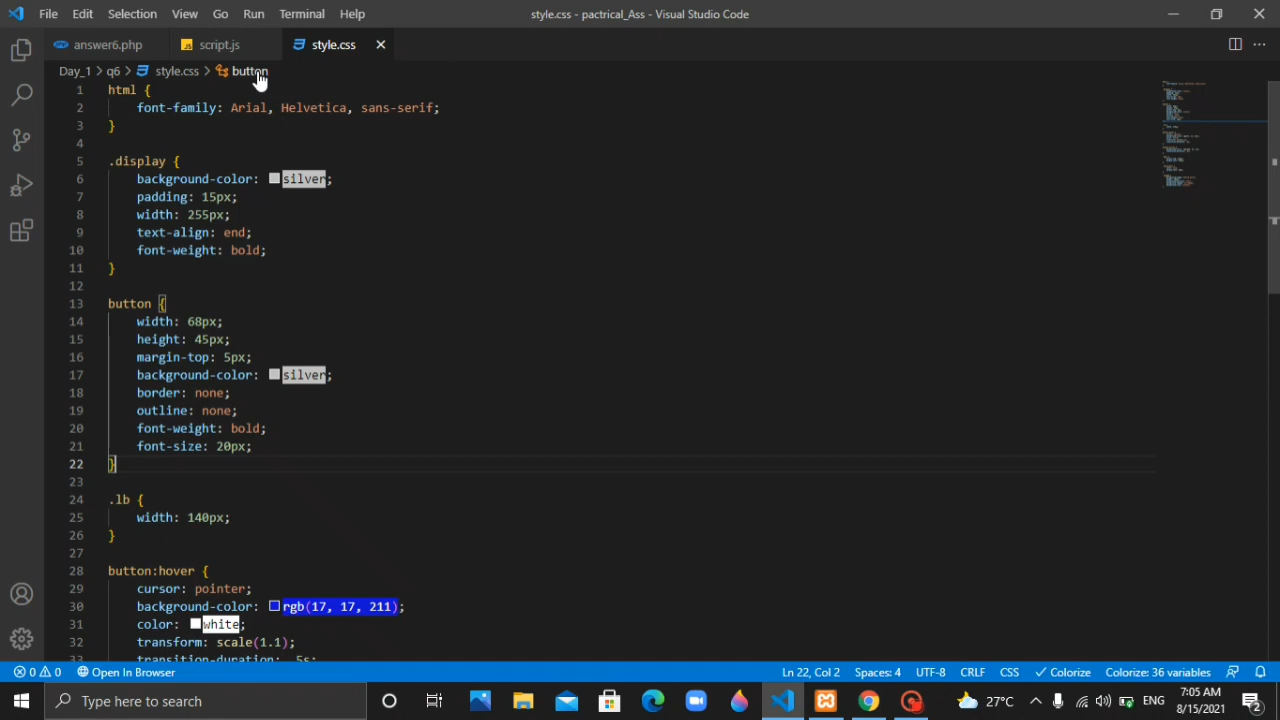 File Edit Selection View Go Run Terminal Help style.css - pactrical_Ass - Visual Studio Code
answer6.php JS script.js style.css
Day_1 > q6 > style.css > button
1 html {
2 font-family: Arial, Helvetica, sans-serif;
3 }
4
5 .display {
6 background-color: silver;
7 padding: 15px;
8 width: 255px;
9 text-align: end;
10 font-weight: bold;
11 }
12
13 button {
14 width: 68px;
15 height: 45px;
16 margin-top: 5px;
17 background-color: silver;
18 border: none;
19 outline: none;
20 font-weight: bold;
21 font-size: 20px;
22 }
23
24 .lb {
25 width: 140px;
26 }
27
28 button:hover {
29 cursor: pointer;
30 background-color: rgb(17, 17, 211);
31 color: white;
32 transform: scale(1.1);
33 transition-duration: .5s;
0 0 Open In Browser Ln 22, Col 2 Spaces: 4 UTF-8 CRLF CSS Colorize Colorize: 36 variables
Type here to search 27°C ENG 7:05 AM
8/15/2021 2